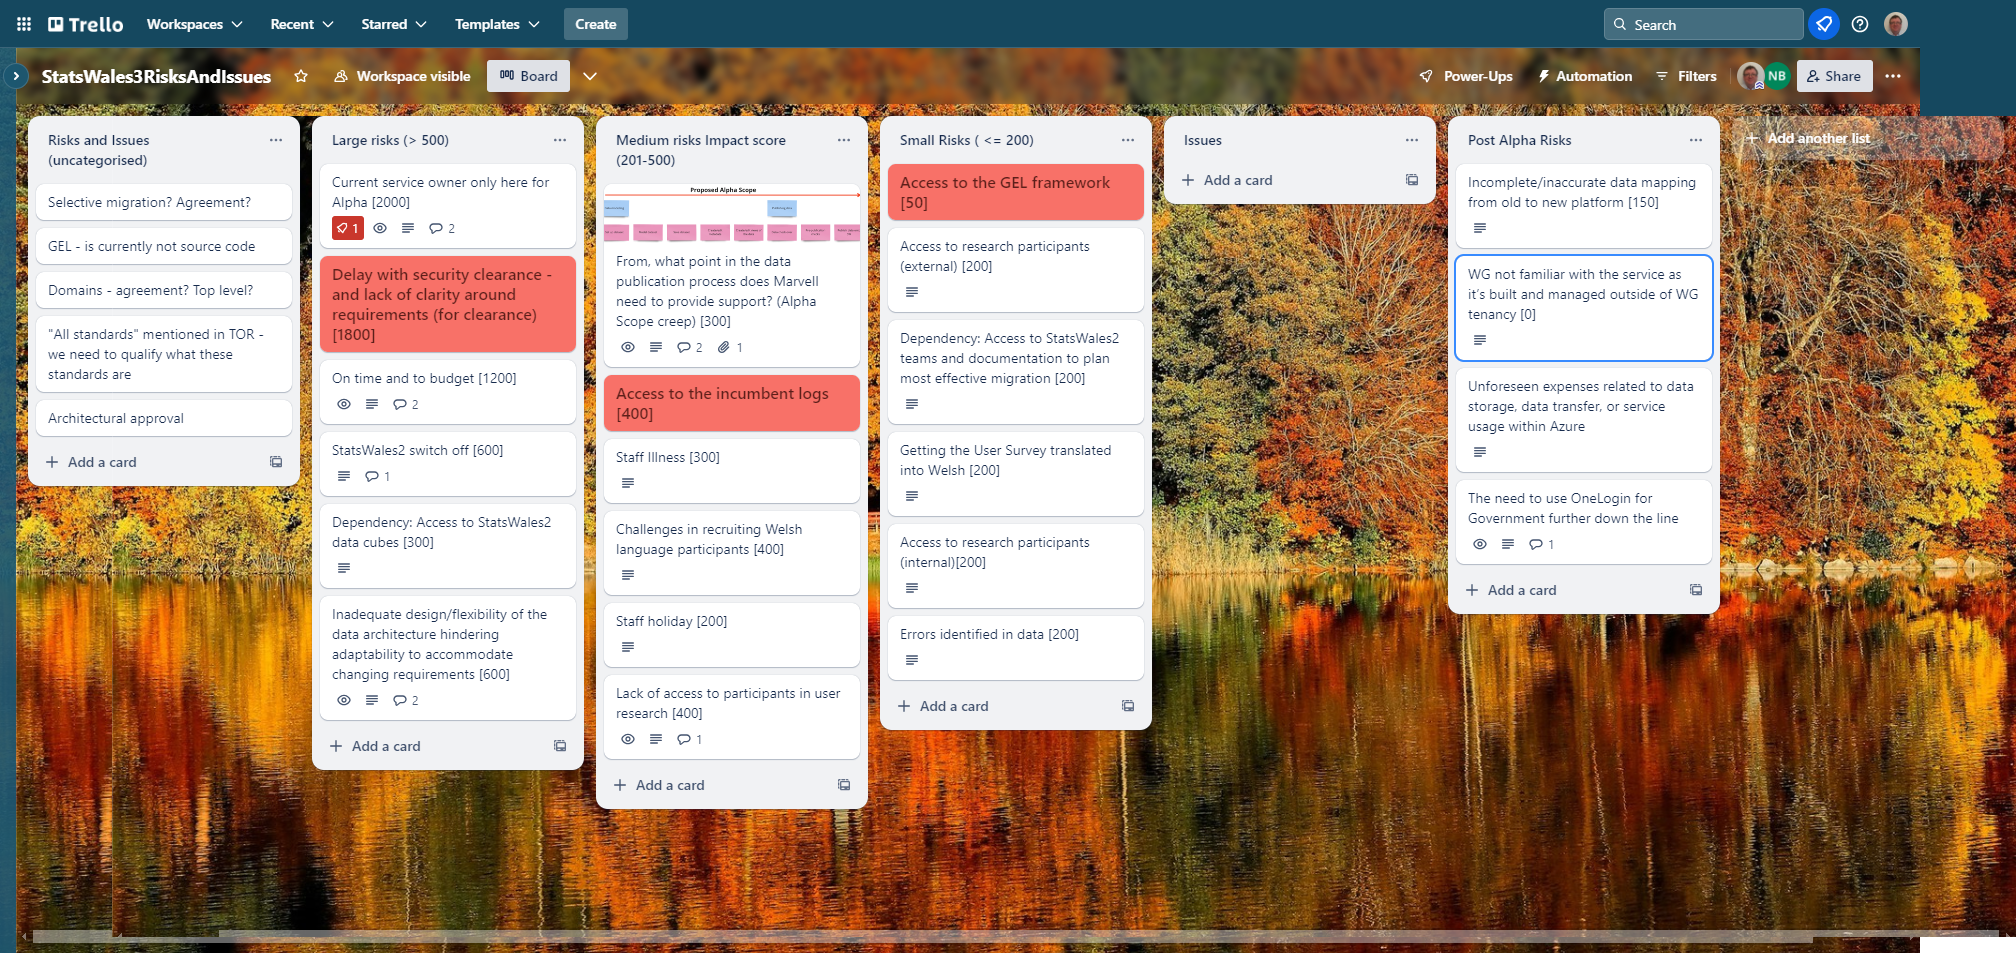 Trello
Workspaces
Recent
Starred
Templates
Create
Search
StatsWales3RisksAndIssues
Workspace visible
Board
Power-Ups
Automation
Filters
NB
Share
Risks and Issues
(uncategorised)
Selective migration? Agreement?
GEL - is currently not source code
Domains - agreement? Top level?
"All standards" mentioned in TOR -
we need to qualify what these
standards are
Architectural approval
Add a card
Large risks (> 500)
Current service owner only here for
Alpha [2000]
1
2
Delay with security clearance -
and lack of clarity around
requirements (for clearance)
[1800]
On time and to budget [1200]
2
StatsWales2 switch off [600]
1
Dependency: Access to StatsWales2
data cubes [300]
Inadequate design/flexibility of the
data architecture hindering
adaptability to accommodate
changing requirements [600]
2
Add a card
Medium risks Impact score
(201-500)
Proposed Alpha Scope
From, what point in the data
publication process does Marvell
need to provide support? (Alpha
Scope creep) [300]
2
1
Access to the incumbent logs
[400]
Staff Illness [300]
Challenges in recruiting Welsh
language participants [400]
Staff holiday [200]
Lack of access to participants in user
research [400]
1
Add a card
Small Risks ( <= 200)
Access to the GEL framework
[50]
Access to research participants
(external) [200]
Dependency: Access to StatsWales2
teams and documentation to plan
most effective migration [200]
Getting the User Survey translated
into Welsh [200]
Access to research participants
(internal)[200]
Errors identified in data [200]
Add a card
Issues
Add a card
Post Alpha Risks
Incomplete/inaccurate data mapping
from old to new platform [150]
WG not familiar with the service as
it's built and managed outside of WG
tenancy [0]
Unforeseen expenses related to data
storage, data transfer, or service
usage within Azure
The need to use OneLogin for
Government further down the line
1
Add a card
Add another list